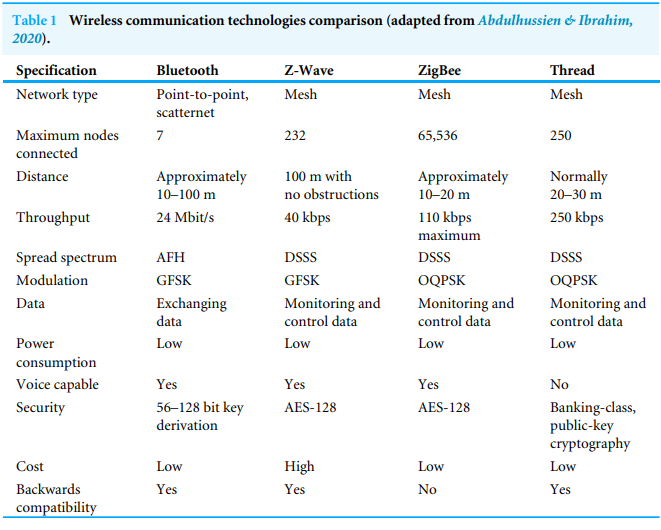 Table 1 Wireless communication technologies comparison (adapted from Abdulhussien & Ibrahim,
2020).
Specification Bluetooth Z-Wave ZigBee Thread
Network type Point-to-point, Mesh Mesh Mesh
scatternet
Maximum nodes 7 232 65,536 250
connected
Distance Approximately 100 m with Approximately Normally
10–100 m no obstructions 10–20 m 20–30 m
Throughput 24 Mbit/s 40 kbps 110 kbps 250 kbps
maximum
Spread spectrum AFH DSSS DSSS DSSS
Modulation GFSK GFSK OQPSK OQPSK
Data Exchanging Monitoring and Monitoring and Monitoring and
data control data control data control data
Power Low Low Low Low
consumption
Voice capable Yes Yes Yes No
Security 56–128 bit key AES-128 AES-128 Banking-class,
derivation public-key
cryptography
Cost Low High Low Low
Backwards Yes Yes No Yes
compatibility